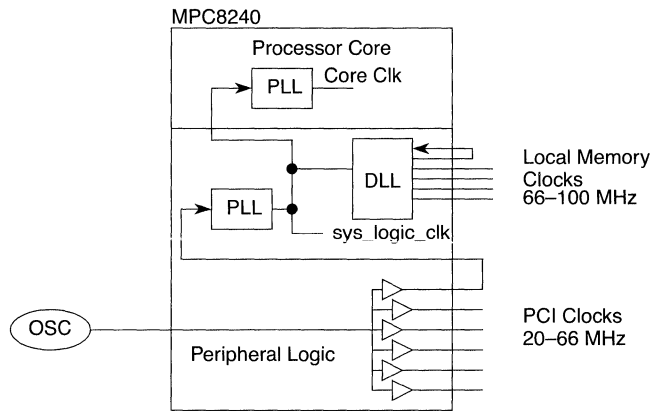 MPC8240
Processor Core
Core Clk
PLL
Local Memory
Clocks
66–100 MHz
DLL
PLL
sys_logic_clk
OSC
PCI Clocks
20–66 MHz
Peripheral Logic